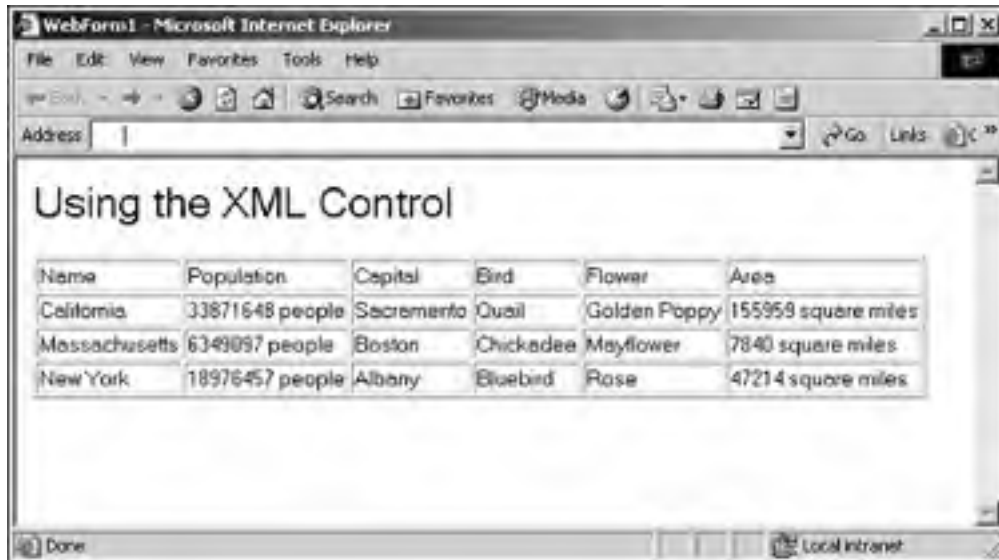 WebForm1 - Microsoft Internet Explorer
File Edit View Favorites Tools Help
Back Search Favorites Media
Address Go Links
Using the XML Control
Name Population Capital Bird Flower Area
California 33871648 people Sacramento Quail Golden Poppy 155959 square miles
Massachusetts 6349097 people Boston Chickadee Mayflower 7840 square miles
New York 18976457 people Albany Bluebird Rose 47214 square miles
Done Local intranet